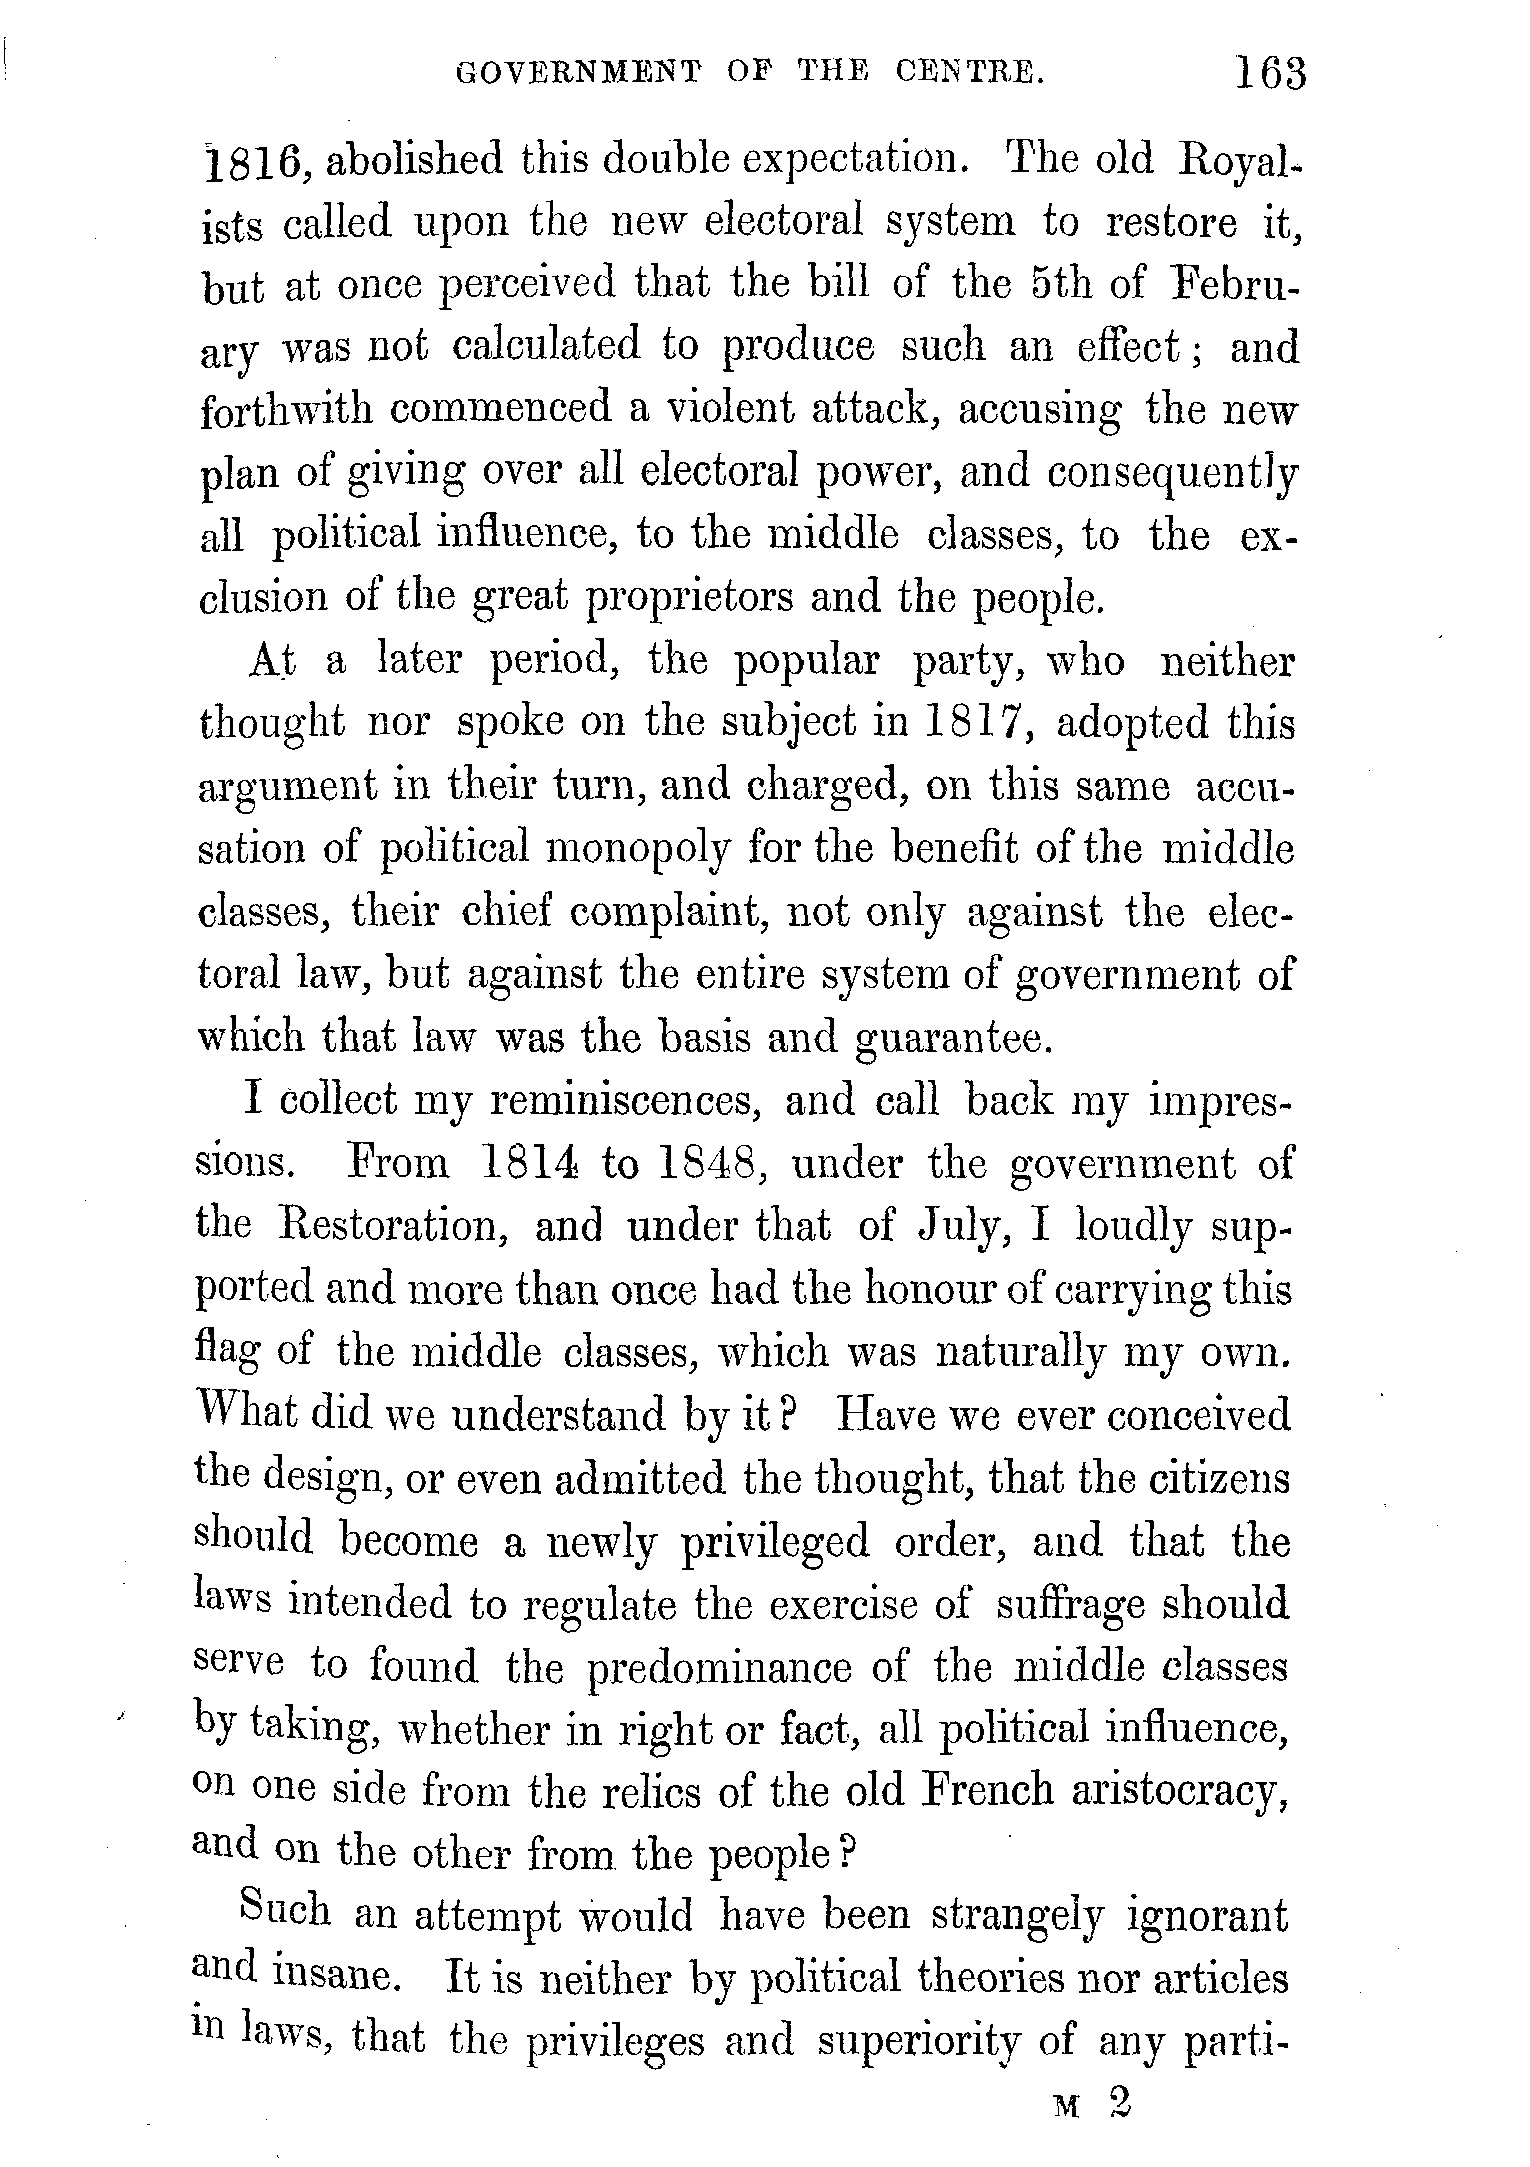 GOVERNMENT OF THE CENTRE. 163
1816, abolished this double expectation. The old Royal-
ists called upon the new electoral system to restore it,
but at once perceived that the bill of the 5th of Febru-
ary was not calculated to produce such an effect; and
forthwith commenced a violent attack, accusing the new
plan of giving over all electoral power, and consequently
all political influence, to the middle classes, to the ex-
clusion of the great proprietors and the people.
At a later period, the popular party, who neither
thought nor spoke on the subject in 1817, adopted this
argument in their turn, and charged, on this same accu-
sation of political monopoly for the benefit of the middle
classes, their chief complaint, not only against the elec-
toral law, but against the entire system of government of
which that law was the basis and guarantee.
I collect my reminiscences, and call back my impres-
sions. From 1814 to 1848, under the government of
the Restoration, and under that of July, I loudly sup-
ported and more than once had the honour of carrying this
flag of the middle classes, which was naturally my own.
What did we understand by it? Have we ever conceived
the design, or even admitted the thought, that the citizens
should become a newly privileged order, and that the
laws intended to regulate the exercise of suffrage should
serve to found the predominance of the middle classes
by taking, whether in right or fact, all political influence,
on one side from the relics of the old French aristocracy,
and on the other from the people?
Such an attempt would have been strangely ignorant
and insane. It is neither by political theories nor articles
in laws, that the privileges and superiority of any parti-
M 2